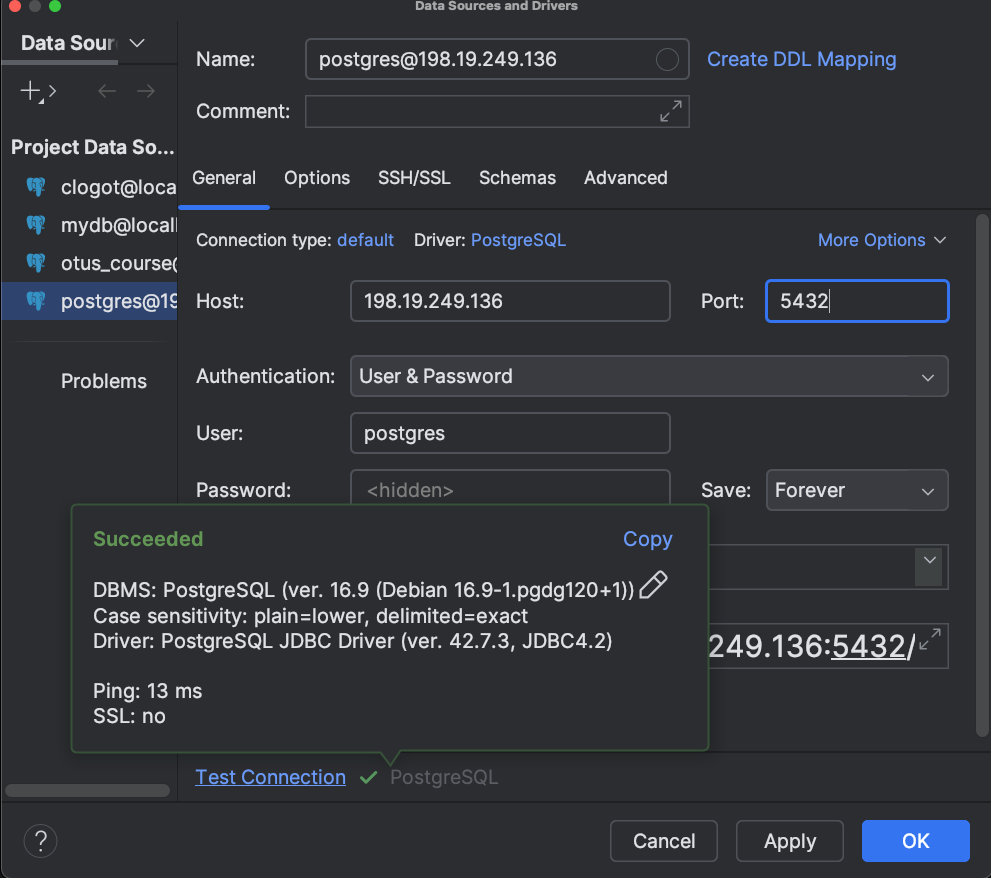 Data Sources and Drivers
Data Sour
Name: postgres@198.19.249.136 Create DDL Mapping
Comment:
Project Data So...
clogot@loca
mydb@local
otus_course@
postgres@19
Problems
General Options SSH/SSL Schemas Advanced
Connection type: default Driver: PostgreSQL More Options
Host: 198.19.249.136 Port: 5432
Authentication: User & Password
User: postgres
Password: <hidden> Save: Forever
249.136:5432/
Succeeded Copy
DBMS: PostgreSQL (ver. 16.9 (Debian 16.9-1.pgdg120+1))
Case sensitivity: plain=lower, delimited=exact
Driver: PostgreSQL JDBC Driver (ver. 42.7.3, JDBC4.2)
Ping: 13 ms
SSL: no
Test Connection PostgreSQL
? Cancel Apply OK